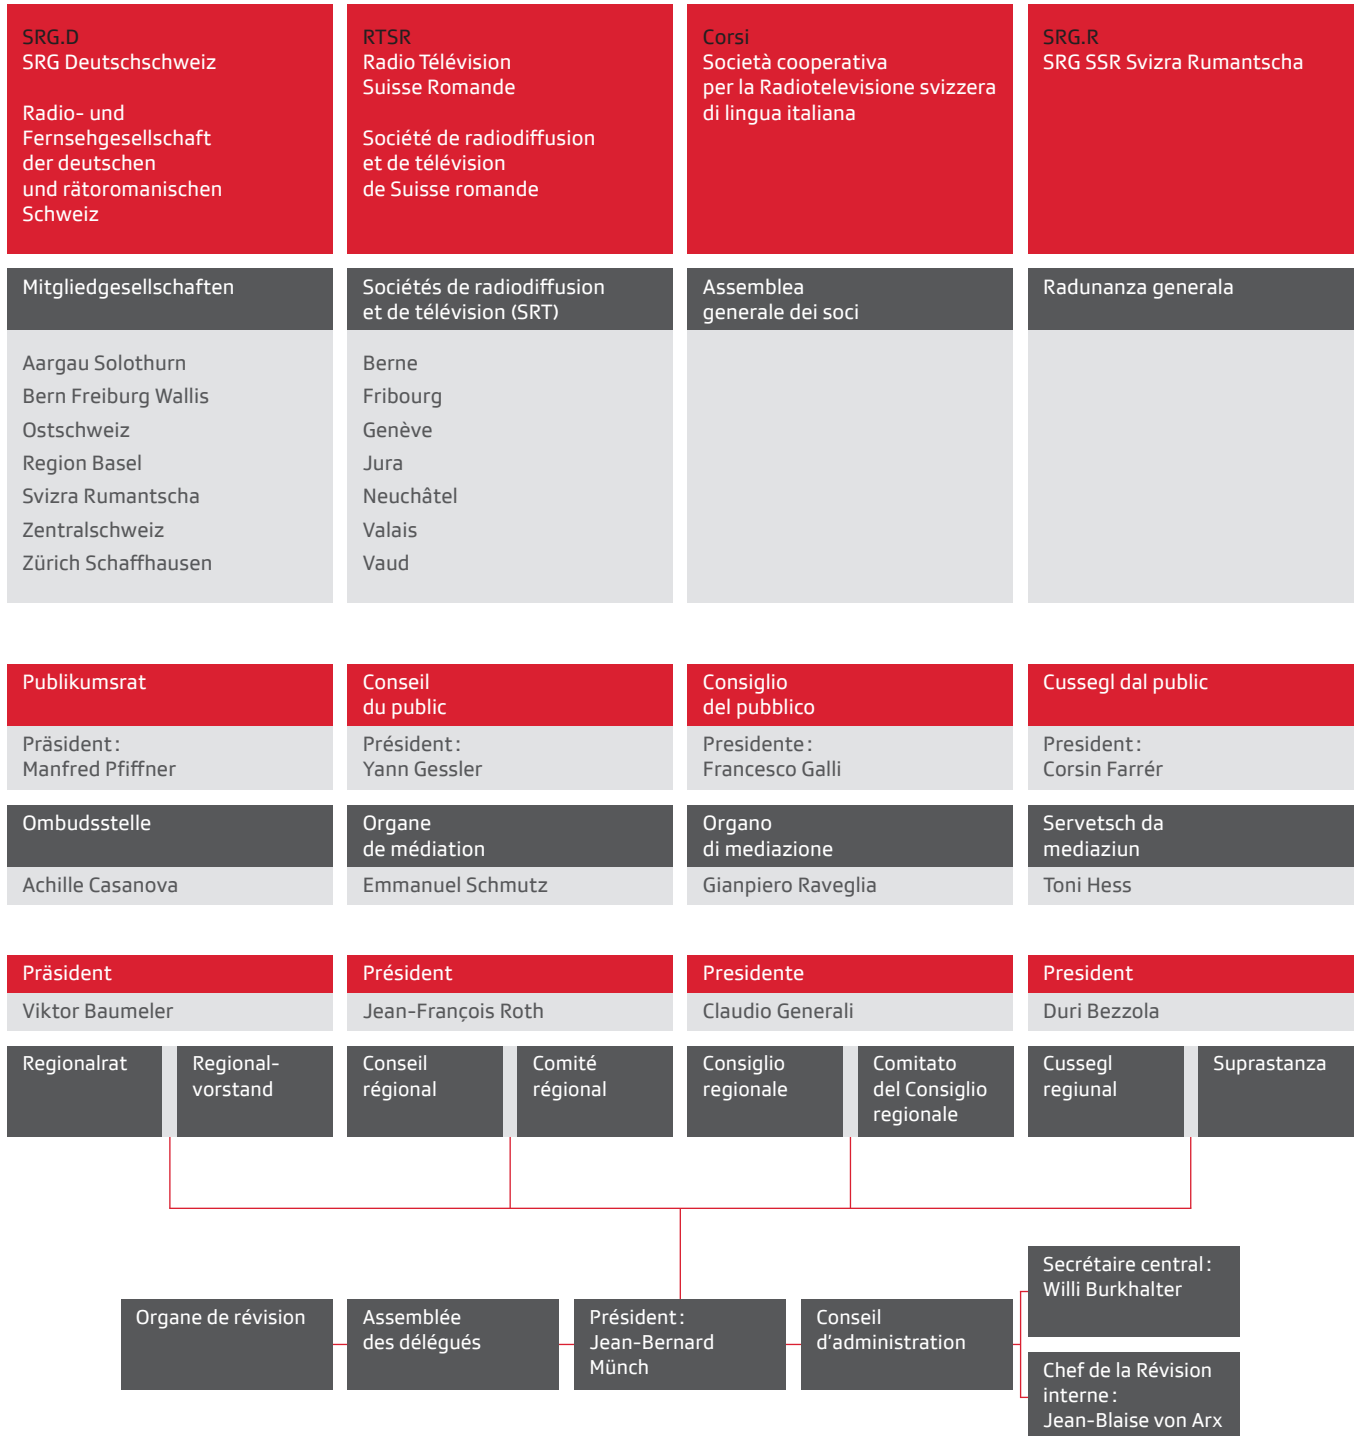 SRG.D
SRG Deutschschweiz
Radio- und
Fernsehgesellschaft
der deutschen
und rätoromanischen
Schweiz
RTSR
Radio Télévision
Suisse Romande
Société de radiodiffusion
et de télévision
de Suisse romande
Corsi
Società cooperativa
per la Radiotelevisione svizzera
di lingua italiana
SRG.R
SRG SSR Svizra Rumantscha
Mitgliedgesellschaften
Sociétés de radiodiffusion
et de télévision (SRT)
Assemblea
generale dei soci
Radunanza generala
Aargau Solothurn
Bern Freiburg Wallis
Ostschweiz
Region Basel
Svizra Rumantscha
Zentralschweiz
Zürich Schaffhausen
Berne
Fribourg
Genève
Jura
Neuchâtel
Valais
Vaud
Publikumsrat
Conseil
du public
Consiglio
del pubblico
Cussegl dal public
Präsident:
Manfred Pfiffner
Président:
Yann Gessler
Presidente:
Francesco Galli
President:
Corsin Farrér
Ombudsstelle
Organe
de médiation
Organo
di mediazione
Servetsch da
mediaziun
Achille Casanova
Emmanuel Schmutz
Gianpiero Raveglia
Toni Hess
Präsident
Président
Presidente
President
Viktor Baumeler
Jean-François Roth
Claudio Generali
Duri Bezzola
Regionalrat
Regional-
vorstand
Conseil
régional
Comité
régional
Consiglio
regionale
Comitato
del Consiglio
regionale
Cussegl
regiunal
Suprastanza
Organe de révision
Assemblée
des délégués
Président:
Jean-Bernard
Münch
Conseil
d'administration
Secrétaire central:
Willi Burkhalter
Chef de la Révision
interne:
Jean-Blaise von Arx